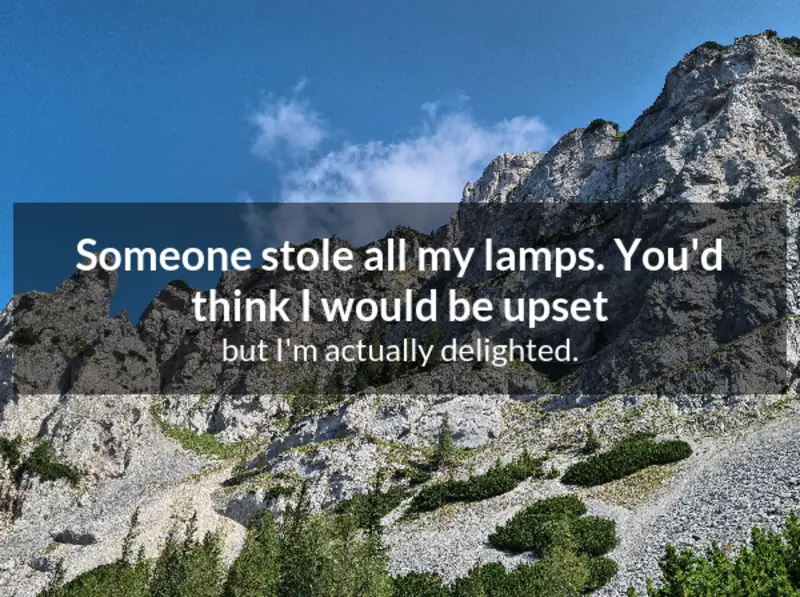 Someone stole all my lamps. You'd
think I would be upset
but I'm actually delighted.